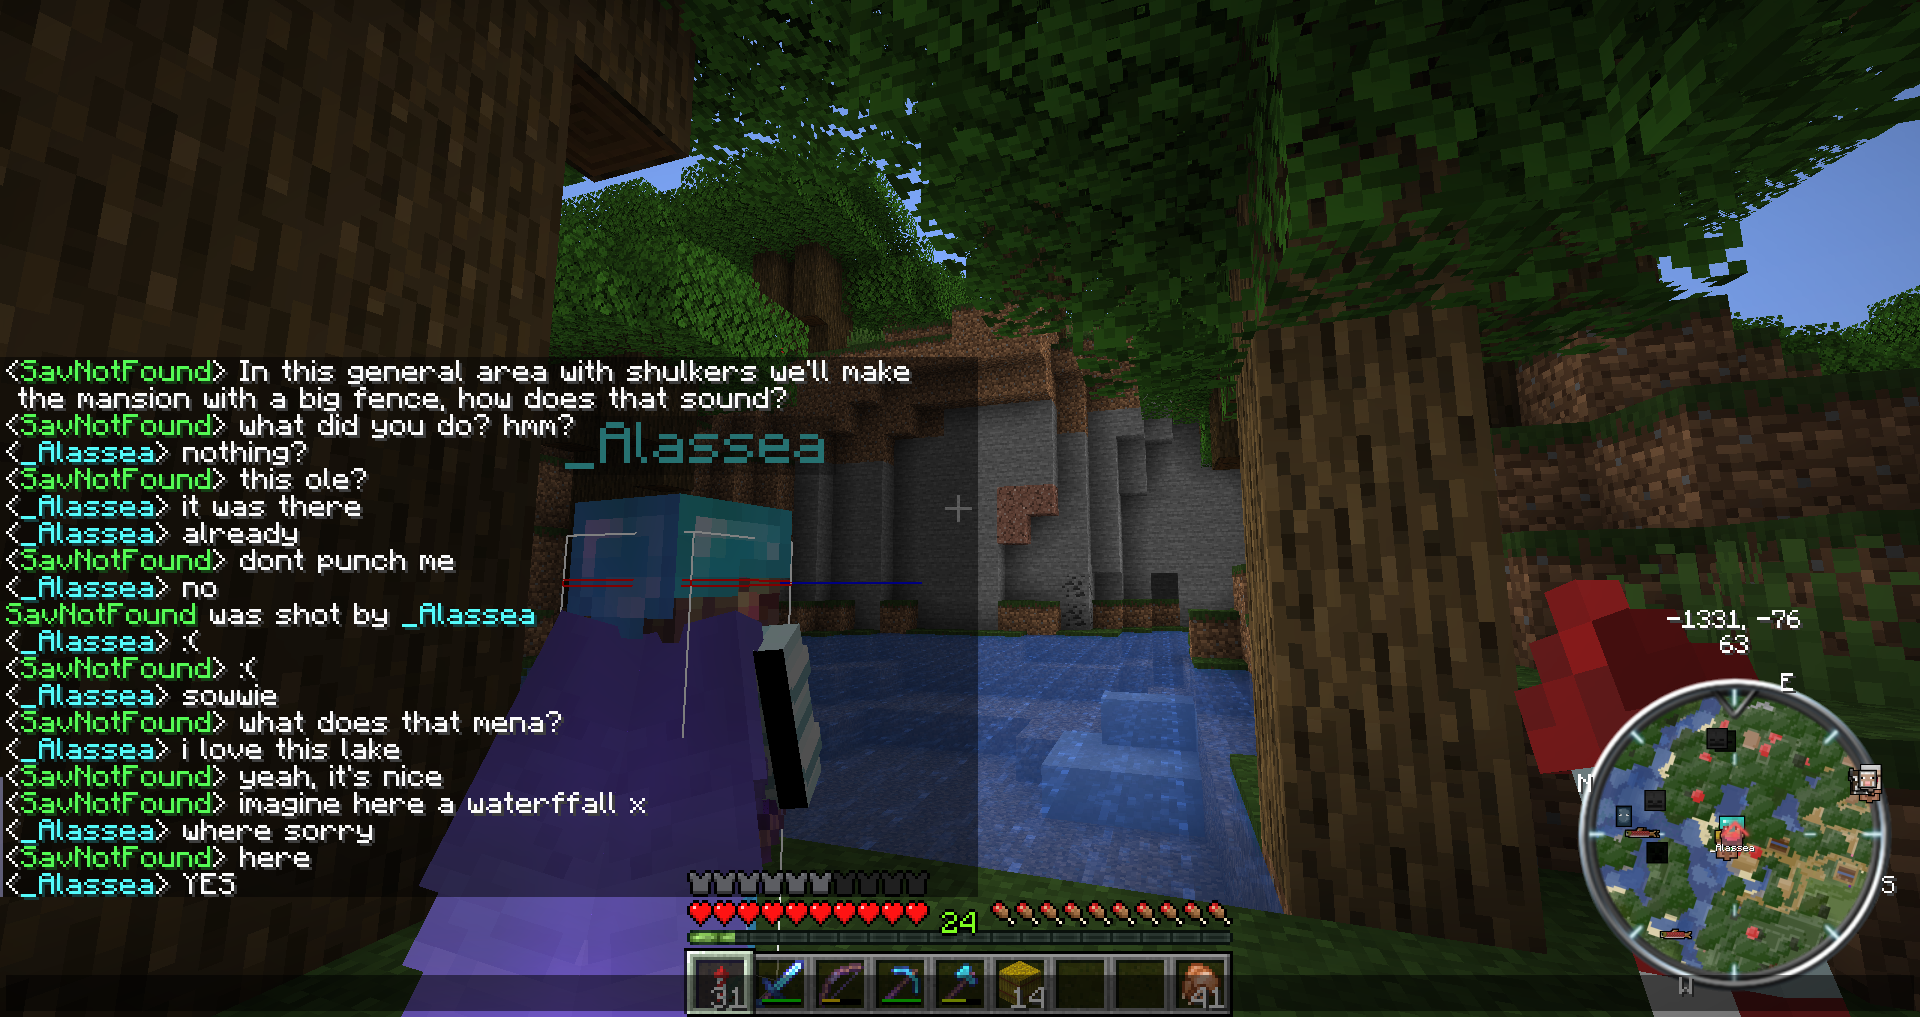 <SavNotFound> In this general area with shulkers we'll make
the mansion with a big fence, how does that sound?
<SavNotFound> what did you do? hmm?
<_Alassea> nothing?
<SavNotFound> this ole?
<_Alassea> it was there
<_Alassea> already
<SavNotFound> dont punch me
<_Alassea> no
SavNotFound was shot by _Alassea
<_Alassea> :(
<SavNotFound> :(
<_Alassea> sowwie
<SavNotFound> what does that mena?
<_Alassea> i love this lake
<SavNotFound> yeah, it's nice
<SavNotFound> imagine here a waterffall x
<_Alassea> where sorry
<SavNotFound> here
<_Alassea> YES
_Alassea
-1331, -76
63
E
N
_Alassea
S
W
24
31
14
41